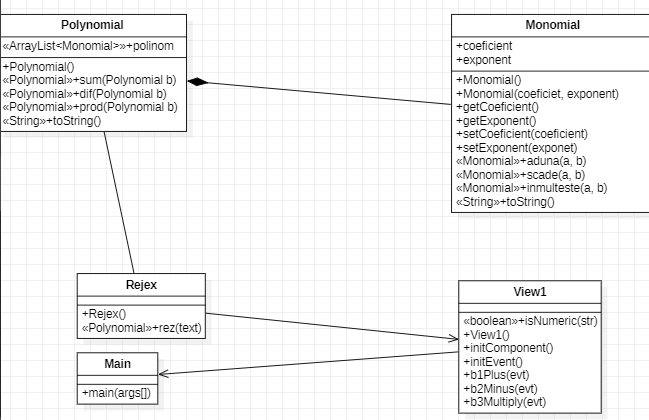 Polynomial
«ArrayList<Monomial>»+polinom
+Polynomial()
«Polynomial»+sum(Polynomial b)
«Polynomial»+dif(Polynomial b)
«Polynomial»+prod(Polynomial b)
«String»+toString()
Monomial
+coeficient
+exponent
+Monomial()
+Monomial(coeficiet, exponent)
+getCoeficient()
+getExponent()
+setCoeficient(coeficient)
+setExponent(exponet)
«Monomial»+aduna(a, b)
«Monomial»+scade(a, b)
«Monomial»+inmulteste(a, b)
«String»+toString()
Rejex
+Rejex()
«Polynomial»+rez(text)
Main
+main(args[])
View1
«boolean»+isNumeric(str)
+View1()
+initComponent()
+initEvent()
+b1Plus(evt)
+b2Minus(evt)
+b3Multiply(evt)